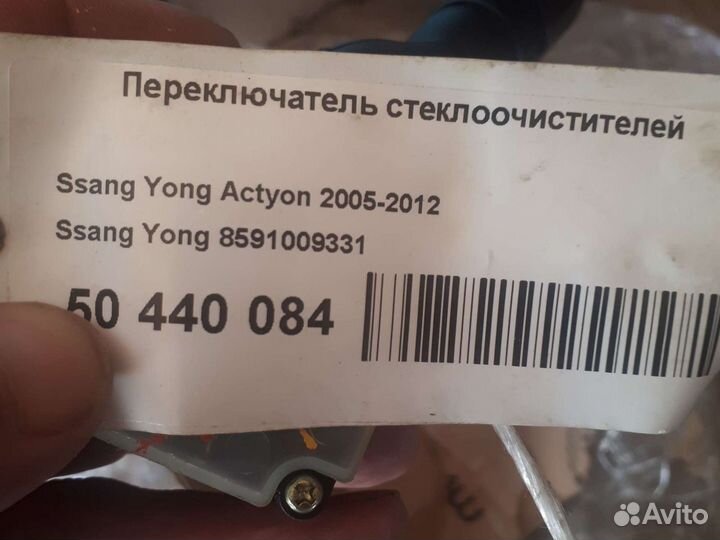 Переключатель стеклоочистителей
Ssang Yong Actyon 2005-2012
Ssang Yong 8591009331
50 440 084
Avito